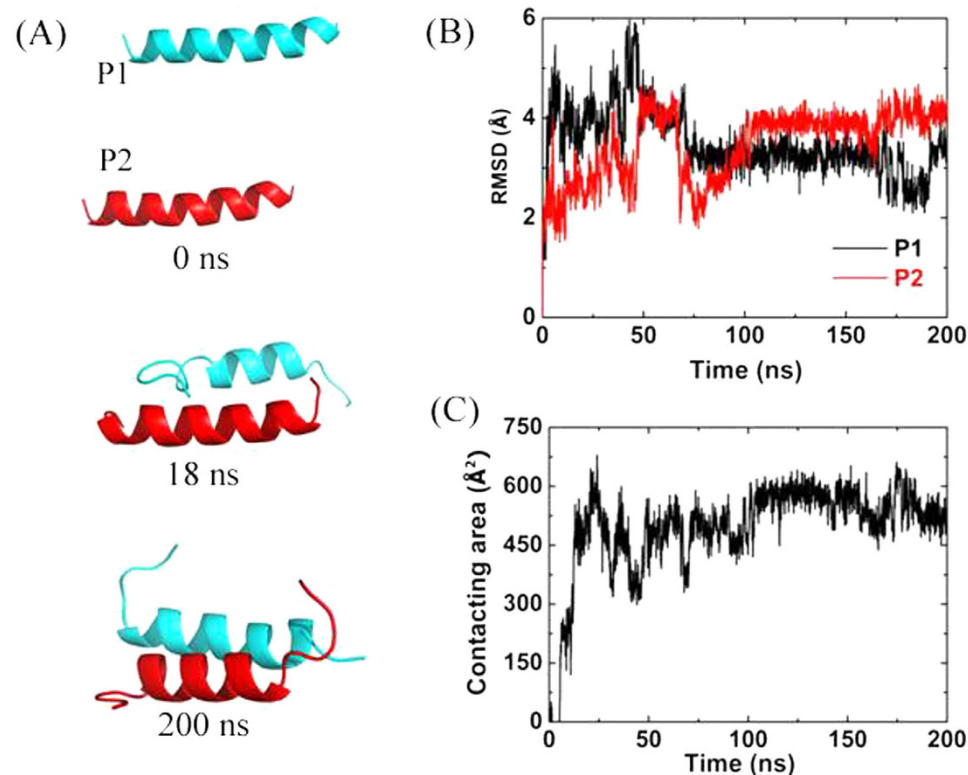 (A)
P1
P2
0 ns
18 ns
200 ns
(B)
6
4
2
0
RMSD (Å)
P1
P2
0 50 100 150 200
Time (ns)
(C)
750
600
450
300
150
0
Contacting area (Å²)
0 50 100 150 200
Time (ns)